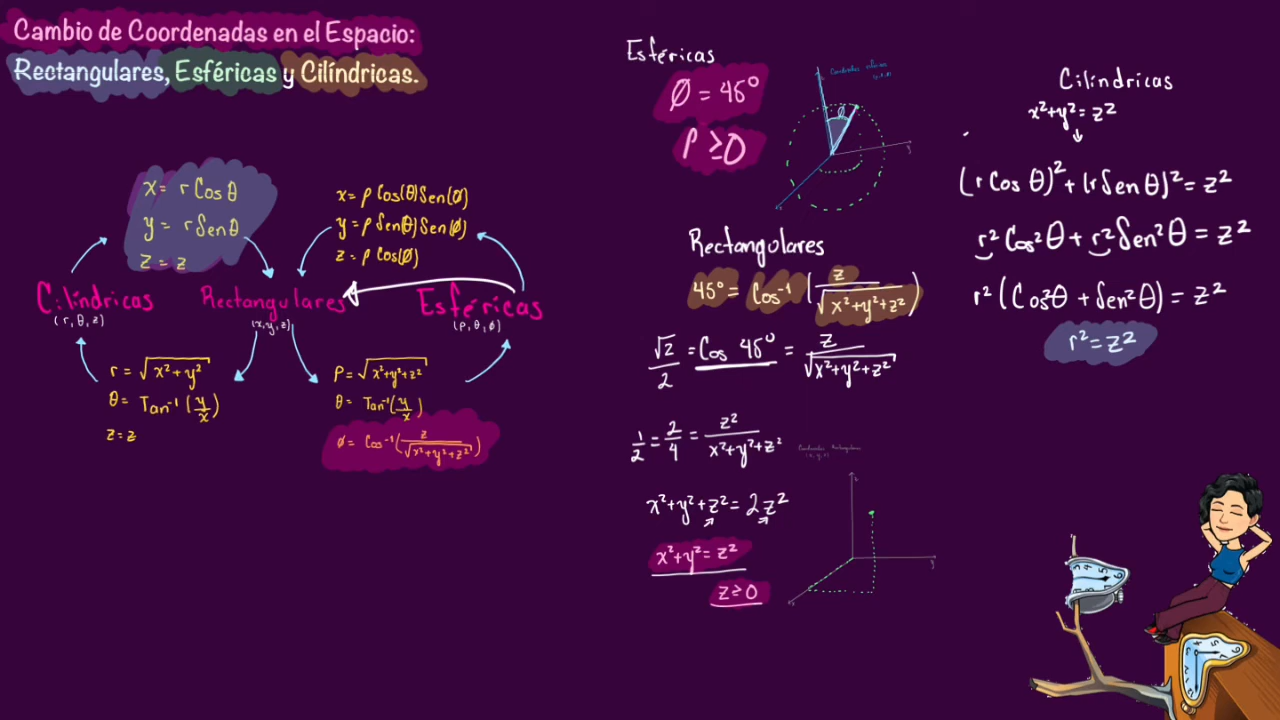 Cambio de Coordenadas en el Espacio:
Rectangulares, Esféricas y Cilíndricas.
x = r Cos θ
y = r Sen θ
z = z
x = ρ Cos(θ) Sen(ø)
y = ρ Sen(θ) Sen(ø)
z = ρ Cos(ø)
Cilíndricas
(r, θ, z)
Rectangulares
(x, y, z)
Esféricas
(ρ, θ, ø)
r = √x²+y²
θ = Tan⁻¹(y/x)
z = z
ρ = √x²+y²+z²
θ = Tan⁻¹(y/x)
ø = Cos⁻¹(z/√x²+y²+z²)
Esféricas
ø = 45°
ρ ≥ 0
ø
y
Rectangulares
45° = Cos⁻¹(z/√x²+y²+z²)
√2/2 = Cos 45° = z/√x²+y²+z²
1/2 = 2/4 = z²/x²+y²+z²
x²+y²+z² = 2z²
x²+y² = z²
z ≥ 0
Coordenadas Rectangulares
(x, y, z)
Cilíndricas
x²+y² = z²
(r Cos θ)² + (r Sen θ)² = z²
r² Cos² θ + r² Sen² θ = z²
r² (Cos² θ + Sen² θ) = z²
r² = z²